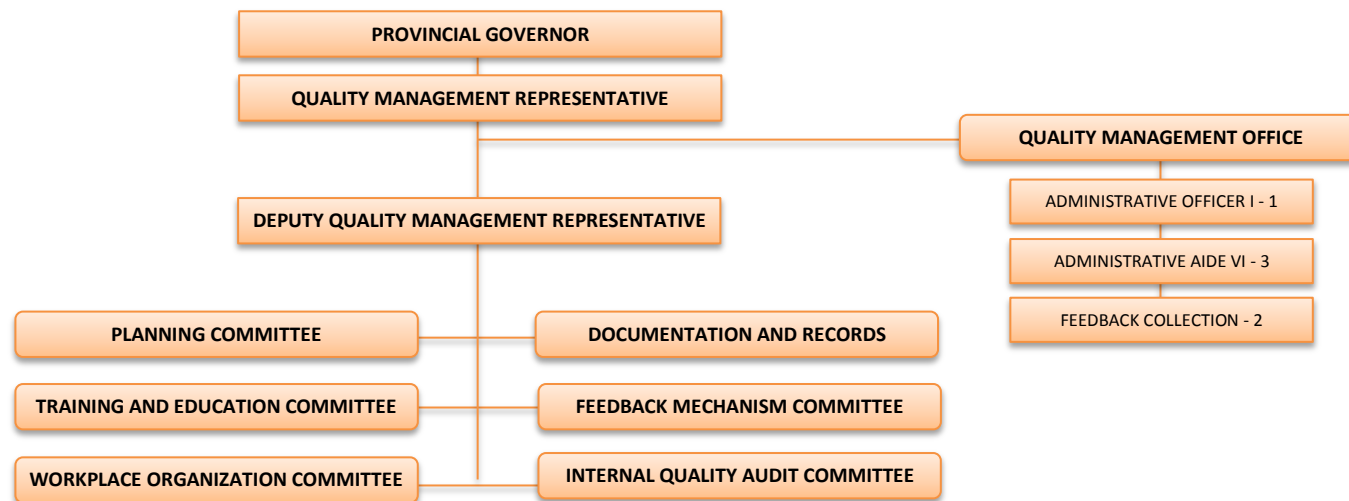 PROVINCIAL GOVERNOR
QUALITY MANAGEMENT REPRESENTATIVE
QUALITY MANAGEMENT OFFICE
ADMINISTRATIVE OFFICER I - 1
DEPUTY QUALITY MANAGEMENT REPRESENTATIVE
ADMINISTRATIVE AIDE VI - 3
FEEDBACK COLLECTION - 2
PLANNING COMMITTEE
DOCUMENTATION AND RECORDS
TRAINING AND EDUCATION COMMITTEE
FEEDBACK MECHANISM COMMITTEE
WORKPLACE ORGANIZATION COMMITTEE
INTERNAL QUALITY AUDIT COMMITTEE